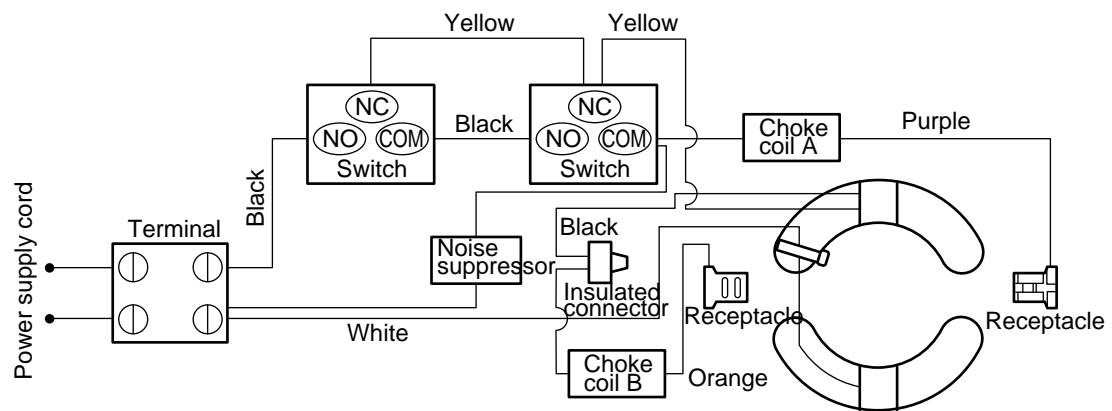 Yellow
Yellow
NC
NO
COM
Switch
Black
NC
NO
COM
Switch
Choke
coil A
Purple
Black
Terminal
Power supply cord
Noise
suppressor
Black
Insulated
connector
White
Receptacle
Receptacle
Choke
coil B
Orange